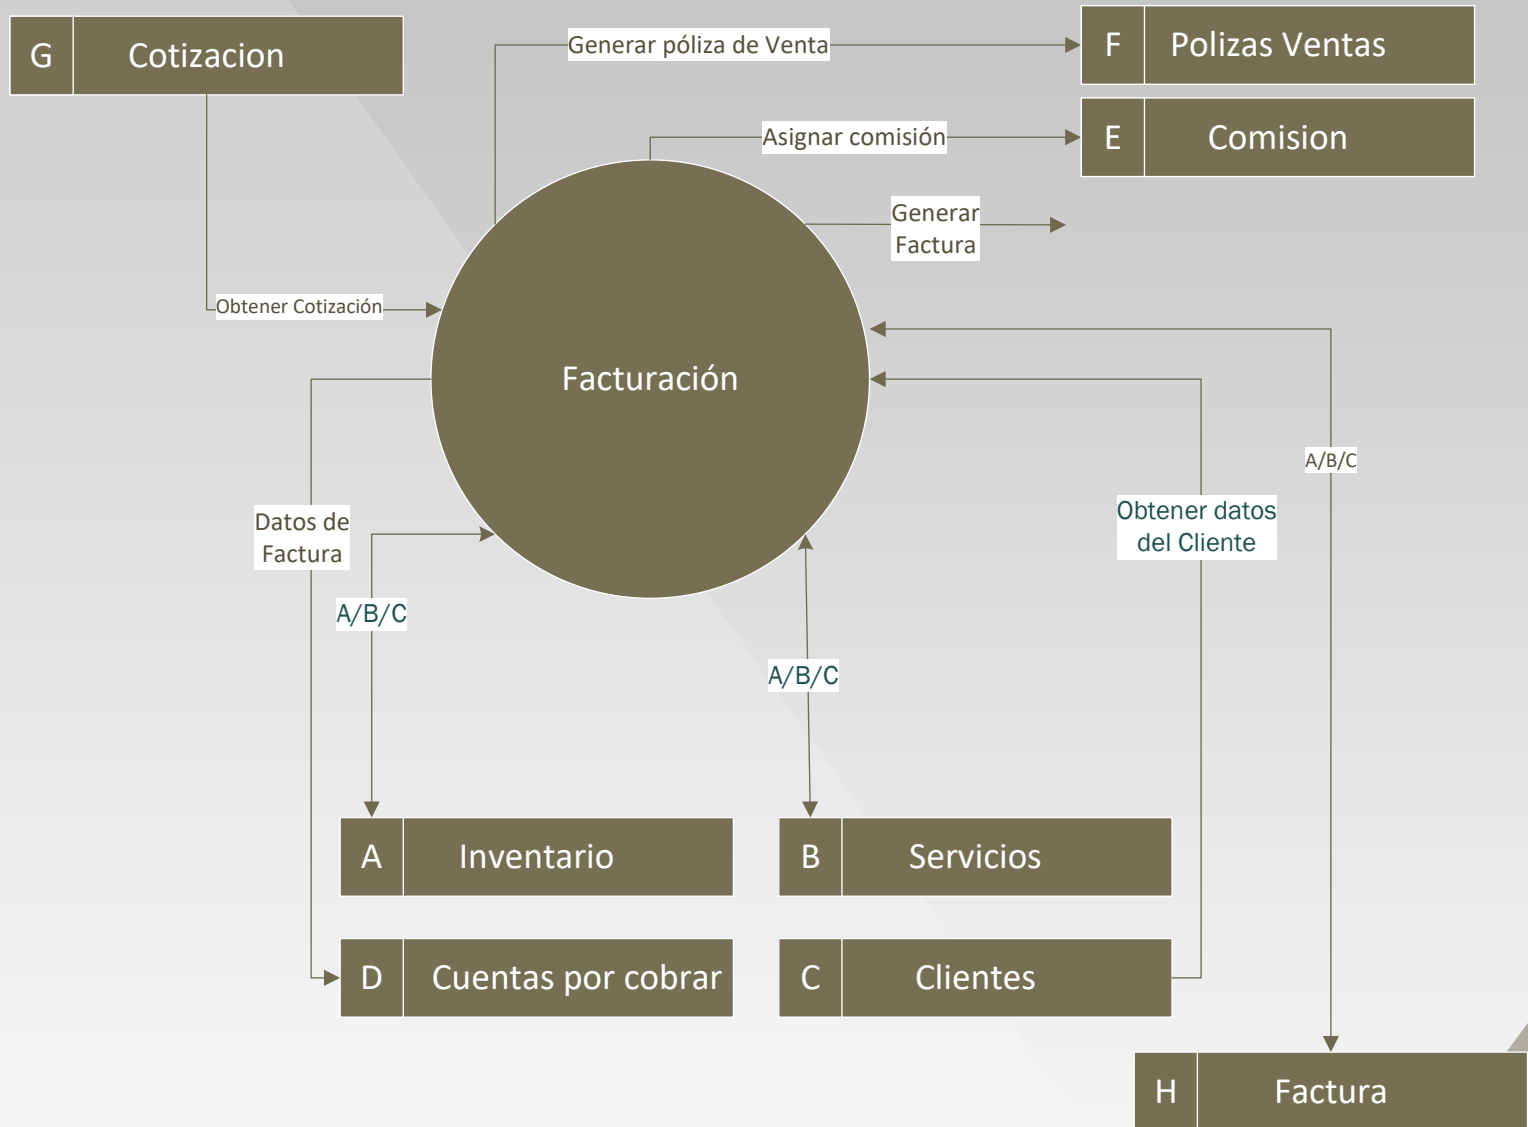 G Cotizacion
Generar póliza de Venta
F Polizas Ventas
Asignar comisión
E Comision
Generar
Factura
Obtener Cotización
Facturación
A/B/C
Datos de
Factura
Obtener datos
del Cliente
A/B/C
A/B/C
A Inventario
B Servicios
D Cuentas por cobrar
C Clientes
H Factura